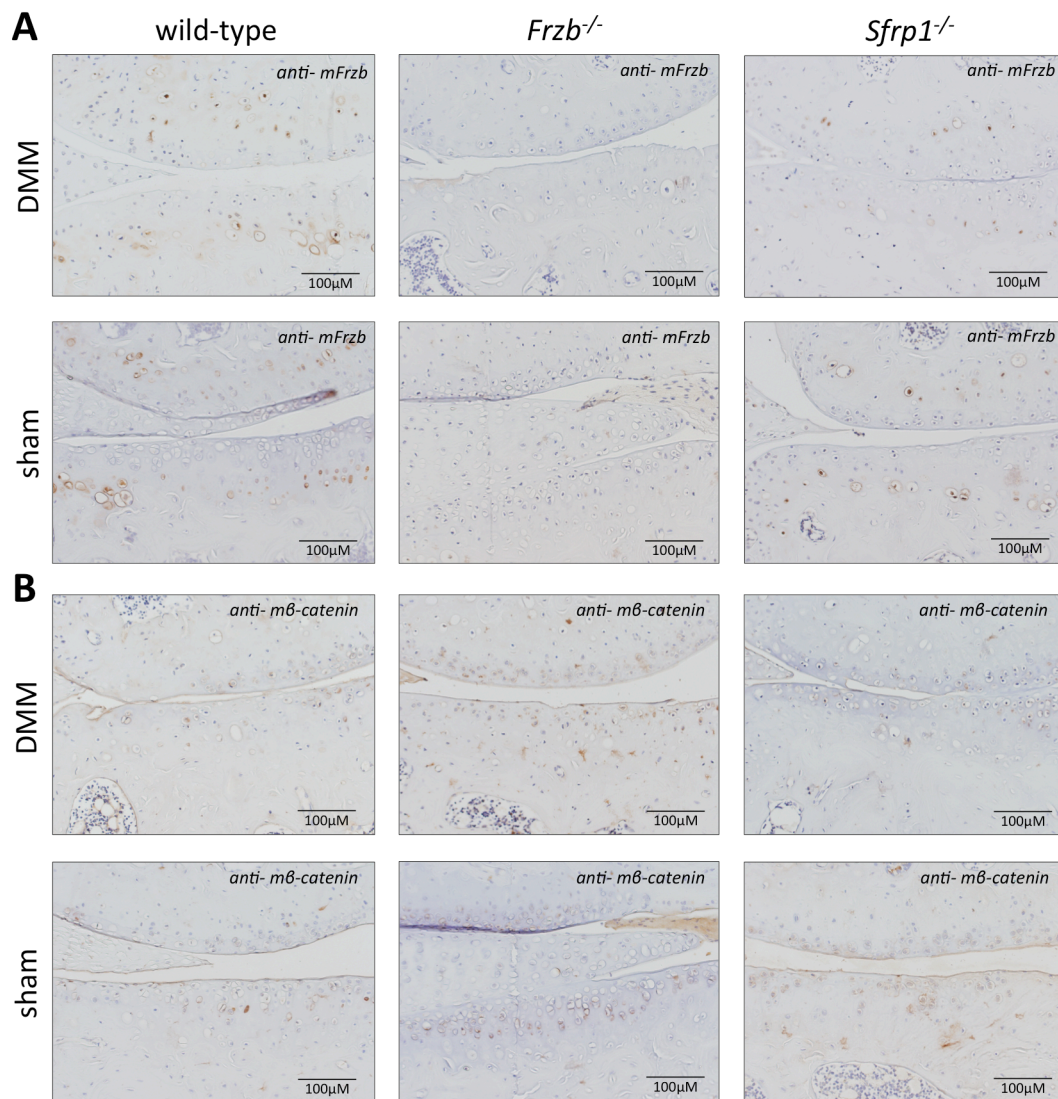 A
wild-type Frzb-/- Sfrp1-/-
DMM
anti- mFrzb anti- mFrzb anti- mFrzb
100µM 100µM 100µM
sham
anti- mFrzb anti- mFrzb anti- mFrzb
100µM 100µM 100µM
B
DMM
anti- mβ-catenin anti- mβ-catenin anti- mβ-catenin
100µM 100µM 100µM
sham
anti- mβ-catenin anti- mβ-catenin anti- mβ-catenin
100µM 100µM 100µM